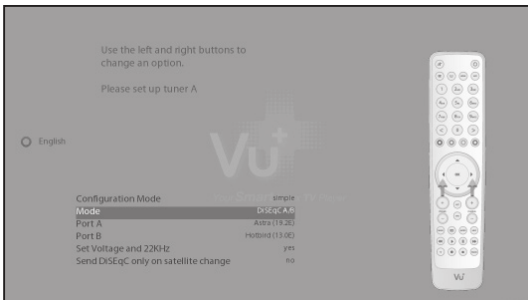 Use the left and right buttons to
change an option.
Please set up tuner A
English
Vu+
Configuration Mode simple
Mode DiSEqC A/B
Port A Astra (19.2E)
Port B Hotbird (13.0E)
Set Voltage and 22KHz yes
Send DiSEqC only on satellite change no
VU